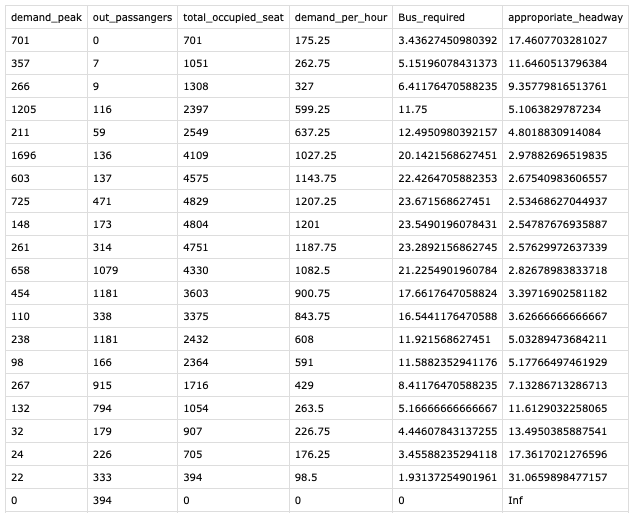 demand_peak out_passangers total_occupied_seat demand_per_hour Bus_required approporiate_headway
701 0 701 175.25 3.43627450980392 17.4607703281027
357 7 1051 262.75 5.15196078431373 11.6460513796384
266 9 1308 327 6.41176470588235 9.35779816513761
1205 116 2397 599.25 11.75 5.1063829787234
211 59 2549 637.25 12.4950980392157 4.8018830914084
1696 136 4109 1027.25 20.1421568627451 2.97882696519835
603 137 4575 1143.75 22.4264705882353 2.67540983606557
725 471 4829 1207.25 23.671568627451 2.53468627044937
148 173 4804 1201 23.5490196078431 2.54787676935887
261 314 4751 1187.75 23.2892156862745 2.57629972637339
658 1079 4330 1082.5 21.2254901960784 2.82678983833718
454 1181 3603 900.75 17.6617647058824 3.39716902581182
110 338 3375 843.75 16.5441176470588 3.62666666666667
238 1181 2432 608 11.921568627451 5.03289473684211
98 166 2364 591 11.5882352941176 5.17766497461929
267 915 1716 429 8.41176470588235 7.13286713286713
132 794 1054 263.5 5.16666666666667 11.6129032258065
32 179 907 226.75 4.44607843137255 13.4950385887541
24 226 705 176.25 3.45588235294118 17.3617021276596
22 333 394 98.5 1.93137254901961 31.0659898477157
0 394 0 0 0 Inf